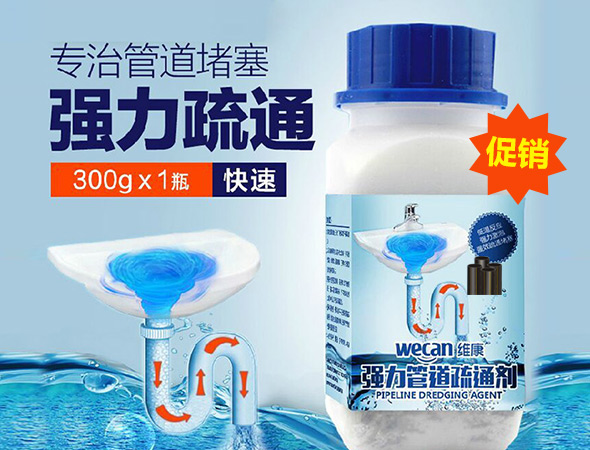 专治管道堵塞
强力疏通
300g x 1瓶 快速
促销
wecan 维康
强力管道疏通剂
PIPELINE DREDGING AGENT